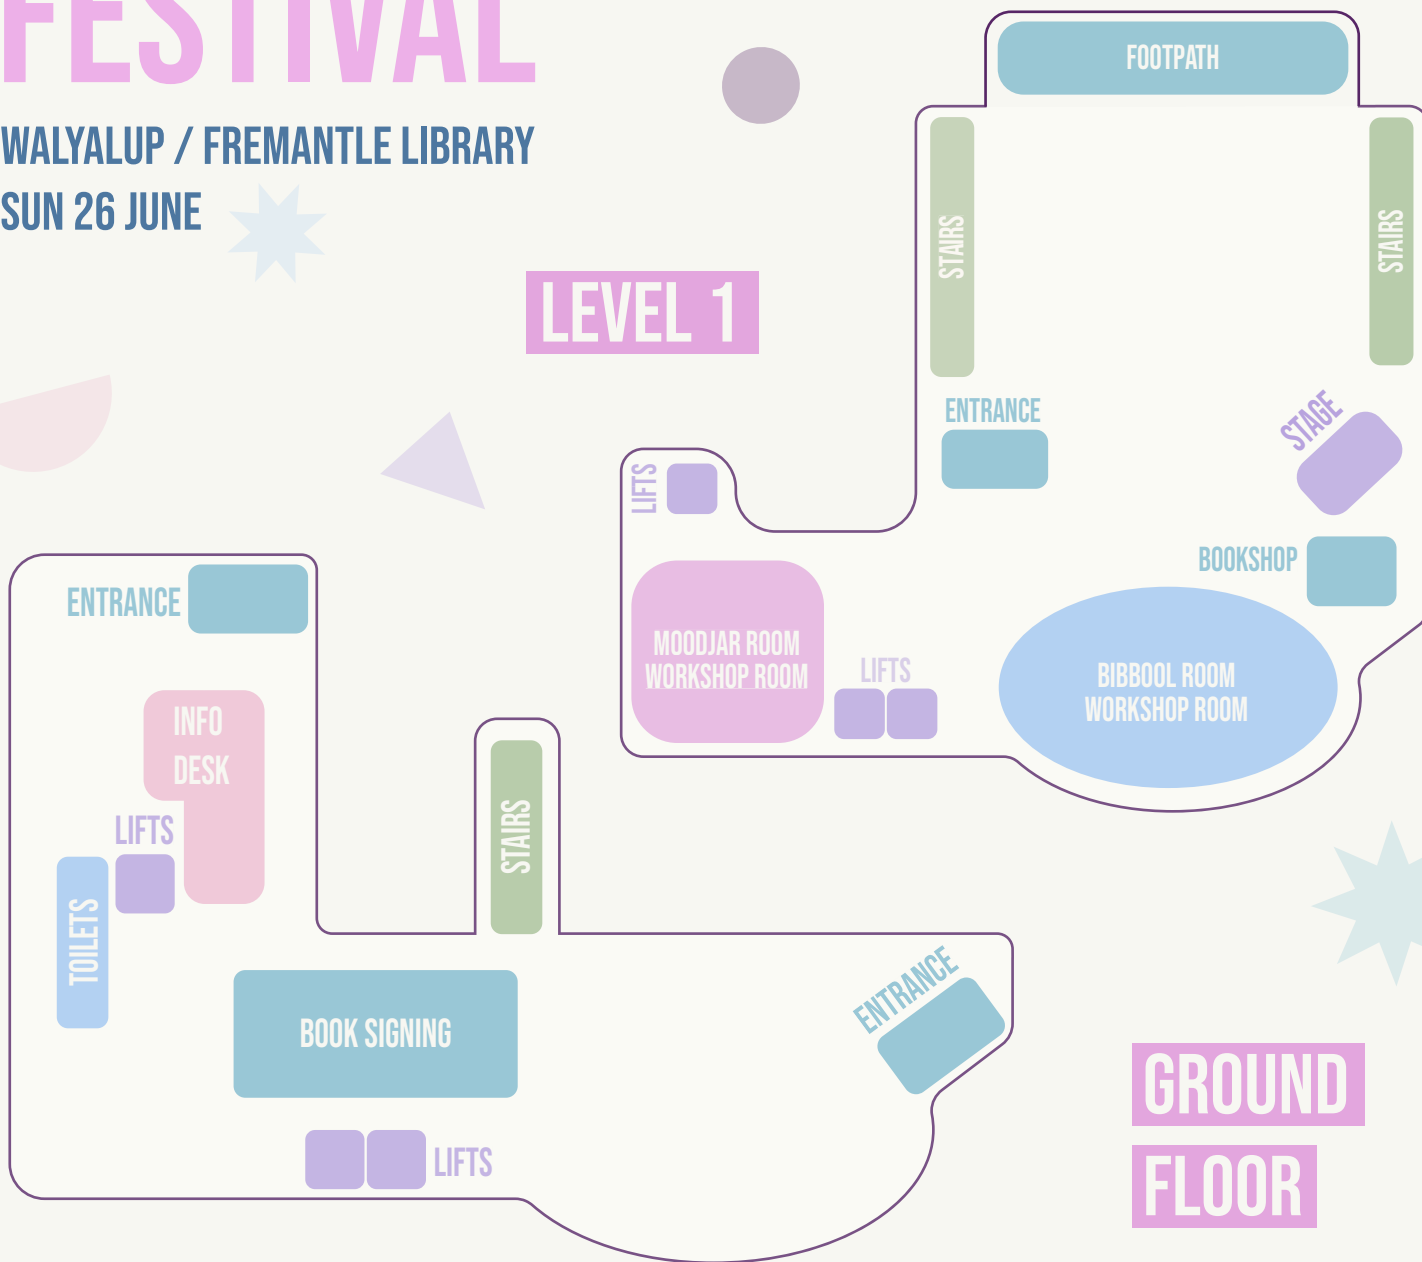 FESTIVAL
WALYALUP / FREMANTLE LIBRARY
SUN 26 JUNE
LEVEL 1
FOOTPATH
STAIRS
STAIRS
ENTRANCE
STAGE
LIFTS
BOOKSHOP
MOODJAR ROOM
WORKSHOP ROOM
LIFTS
BIBBOOL ROOM
WORKSHOP ROOM
ENTRANCE
INFO
DESK
LIFTS
TOILETS
STAIRS
BOOK SIGNING
ENTRANCE
LIFTS
GROUND
FLOOR